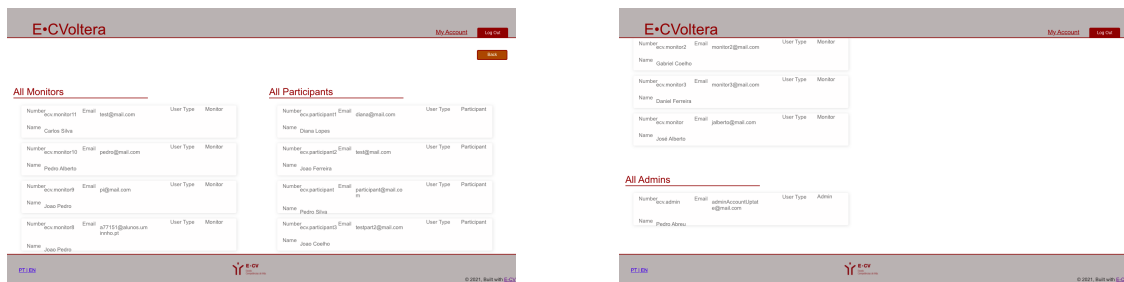 E•CVoltera
My Account Log Out
Back
All Monitors
Number ecv.monitor11 Email test@mail.com User Type Monitor
Name Carlos Silva
Number ecv.monitor10 Email pedro@mail.com User Type Monitor
Name Pedro Alberto
Number ecv.monitor9 Email pi@mail.com User Type Monitor
Name Joao Pedro
Number ecv.monitor8 Email a77151@alunos.um
inho.pt User Type Monitor
Name Joao Pedro
All Participants
Number ecv.participant1 Email diana@mail.com User Type Participant
Name Diana Lopes
Number ecv.participant2 Email test@mail.com User Type Participant
Name Joao Ferreira
Number ecv.participant Email participant@mail.co
m User Type Participant
Name Pedro Silva
Number ecv.participant3 Email testpart2@mail.com User Type Participant
Name Joao Coelho
PT | EN
E·CV
© 2021, Built with E-CV
E•CVoltera
My Account Log Out
Number ecv.monitor2 Email monitor2@mail.com User Type Monitor
Name Gabriel Coelho
Number ecv.monitor3 Email monitor3@mail.com User Type Monitor
Name Daniel Ferreira
Number ecv.monitor Email jalberto@mail.com User Type Monitor
Name José Alberto
All Admins
Number ecv.admin Email adminAccountUptat
e@mail.com User Type Admin
Name Pedro Abreu
PT | EN
E·CV
© 2021, Built with E-C